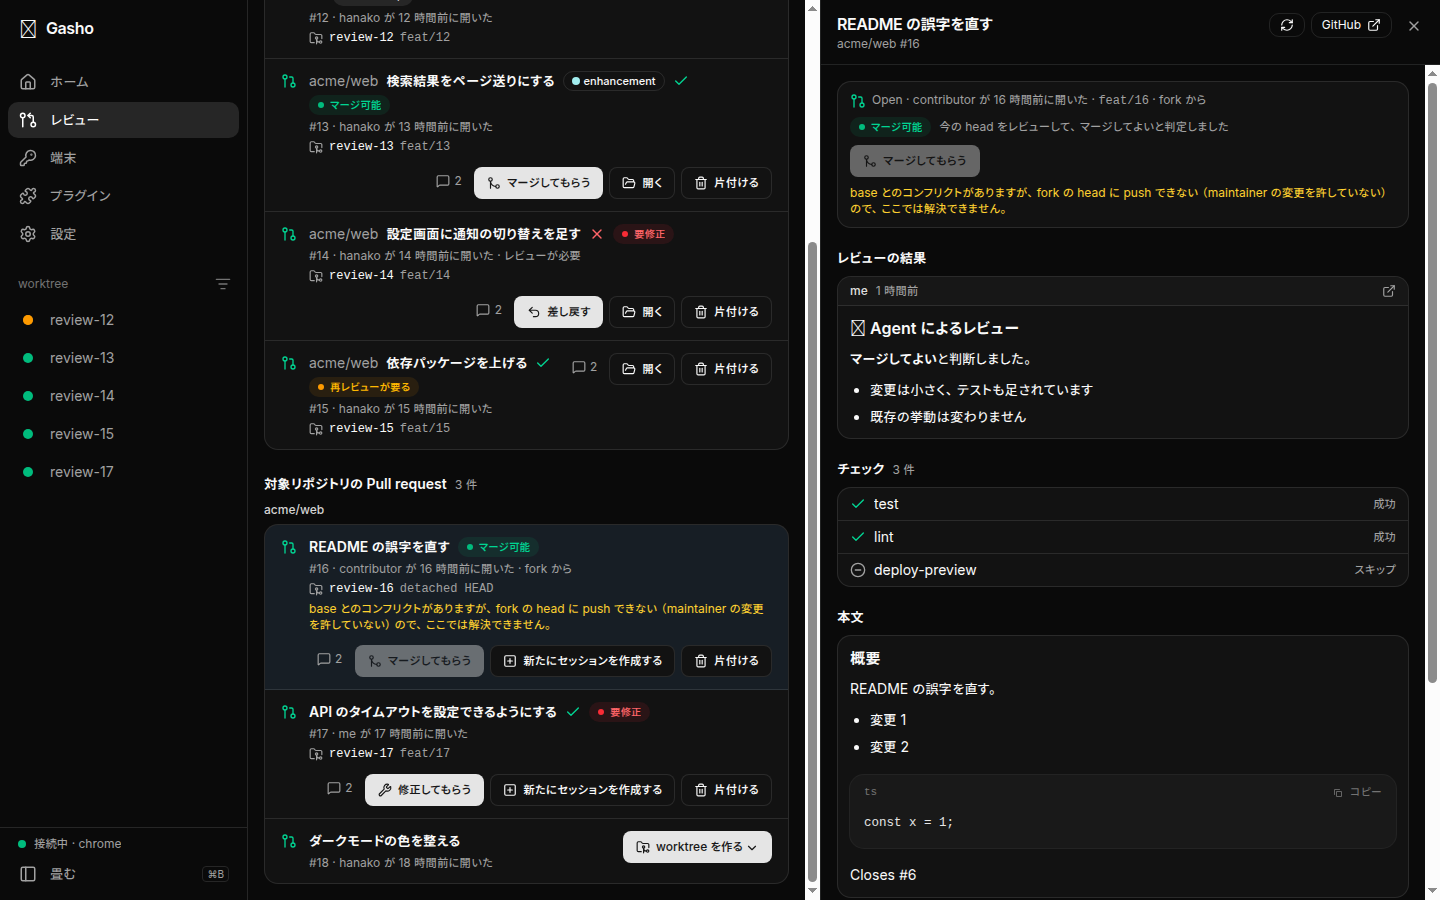 Gasho
ホーム
レビュー
端末
プラグイン
設定
worktree
review-12
review-13
review-14
review-15
review-17
接続中 · chrome
畳む
⌘B
#12 · hanako が 12 時間前に開いた
review-12 feat/12
acme/web 検索結果をページ送りにする enhancement
マージ可能
#13 · hanako が 13 時間前に開いた
review-13 feat/13
2 マージしてもらう 開く 片付ける
acme/web 設定画面に通知の切り替えを足す 要修正
#14 · hanako が 14 時間前に開いた · レビューが必要
review-14 feat/14
2 差し戻す 開く 片付ける
acme/web 依存パッケージを上げる 2 開く 片付ける
再レビューが要る
#15 · hanako が 15 時間前に開いた
review-15 feat/15
対象リポジトリの Pull request 3 件
acme/web
README の誤字を直す マージ可能
#16 · contributor が 16 時間前に開いた · fork から
review-16 detached HEAD
base とのコンフリクトがありますが、fork の head に push できない（maintainer の変更
を許していない）ので、ここでは解決できません。
2 マージしてもらう 新たにセッションを作成する 片付ける
API のタイムアウトを設定できるようにする 要修正
#17 · me が 17 時間前に開いた
review-17 feat/17
2 修正してもらう 新たにセッションを作成する 片付ける
ダークモードの色を整える
#18 · hanako が 18 時間前に開いた
worktree を作る
README の誤字を直す
acme/web #16
GitHub
Open · contributor が 16 時間前に開いた · feat/16 · fork から
マージ可能 今の head をレビューして、マージしてよいと判定しました
マージしてもらう
base とのコンフリクトがありますが、fork の head に push できない（maintainer の変更を許していない）
ので、ここでは解決できません。
レビューの結果
me 1 時間前
Agent によるレビュー
マージしてよいと判断しました。
変更は小さく、テストも足されています
既存の挙動は変わりません
チェック 3 件
test 成功
lint 成功
deploy-preview スキップ
本文
概要
README の誤字を直す。
変更 1
変更 2
ts コピー
const x = 1;
Closes #6